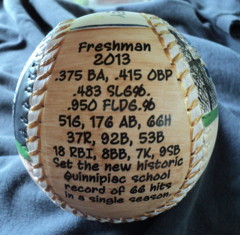 Freshman
2013
.375 BA, .415 OBP
.483 SLG%
.950 FLDG.%
51G, 176 AB, 66H
37R, 92B, 53B
18 RBI, 8BB, 7K, 9SB
Set the new historic
Quinnipiac school
record of 66 hits
in a single season.